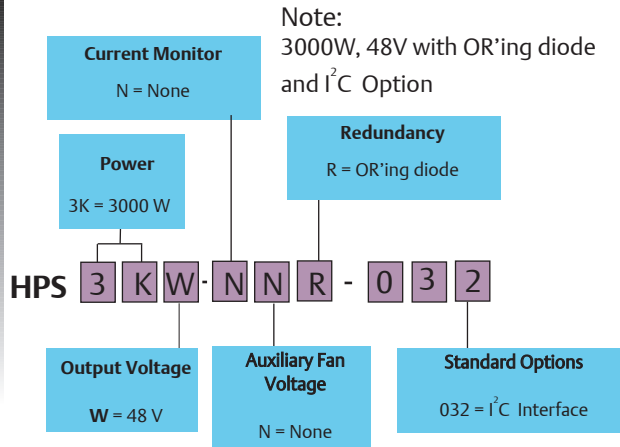 Note:
3000W, 48V with OR'ing diode
and I²C Option
Current Monitor
N = None
Redundancy
R = OR'ing diode
Power
3K = 3000 W
HPS 3 K W - N N R - 0 3 2
Output Voltage
W = 48 V
Auxiliary Fan
Voltage
N = None
Standard Options
032 = I²C Interface